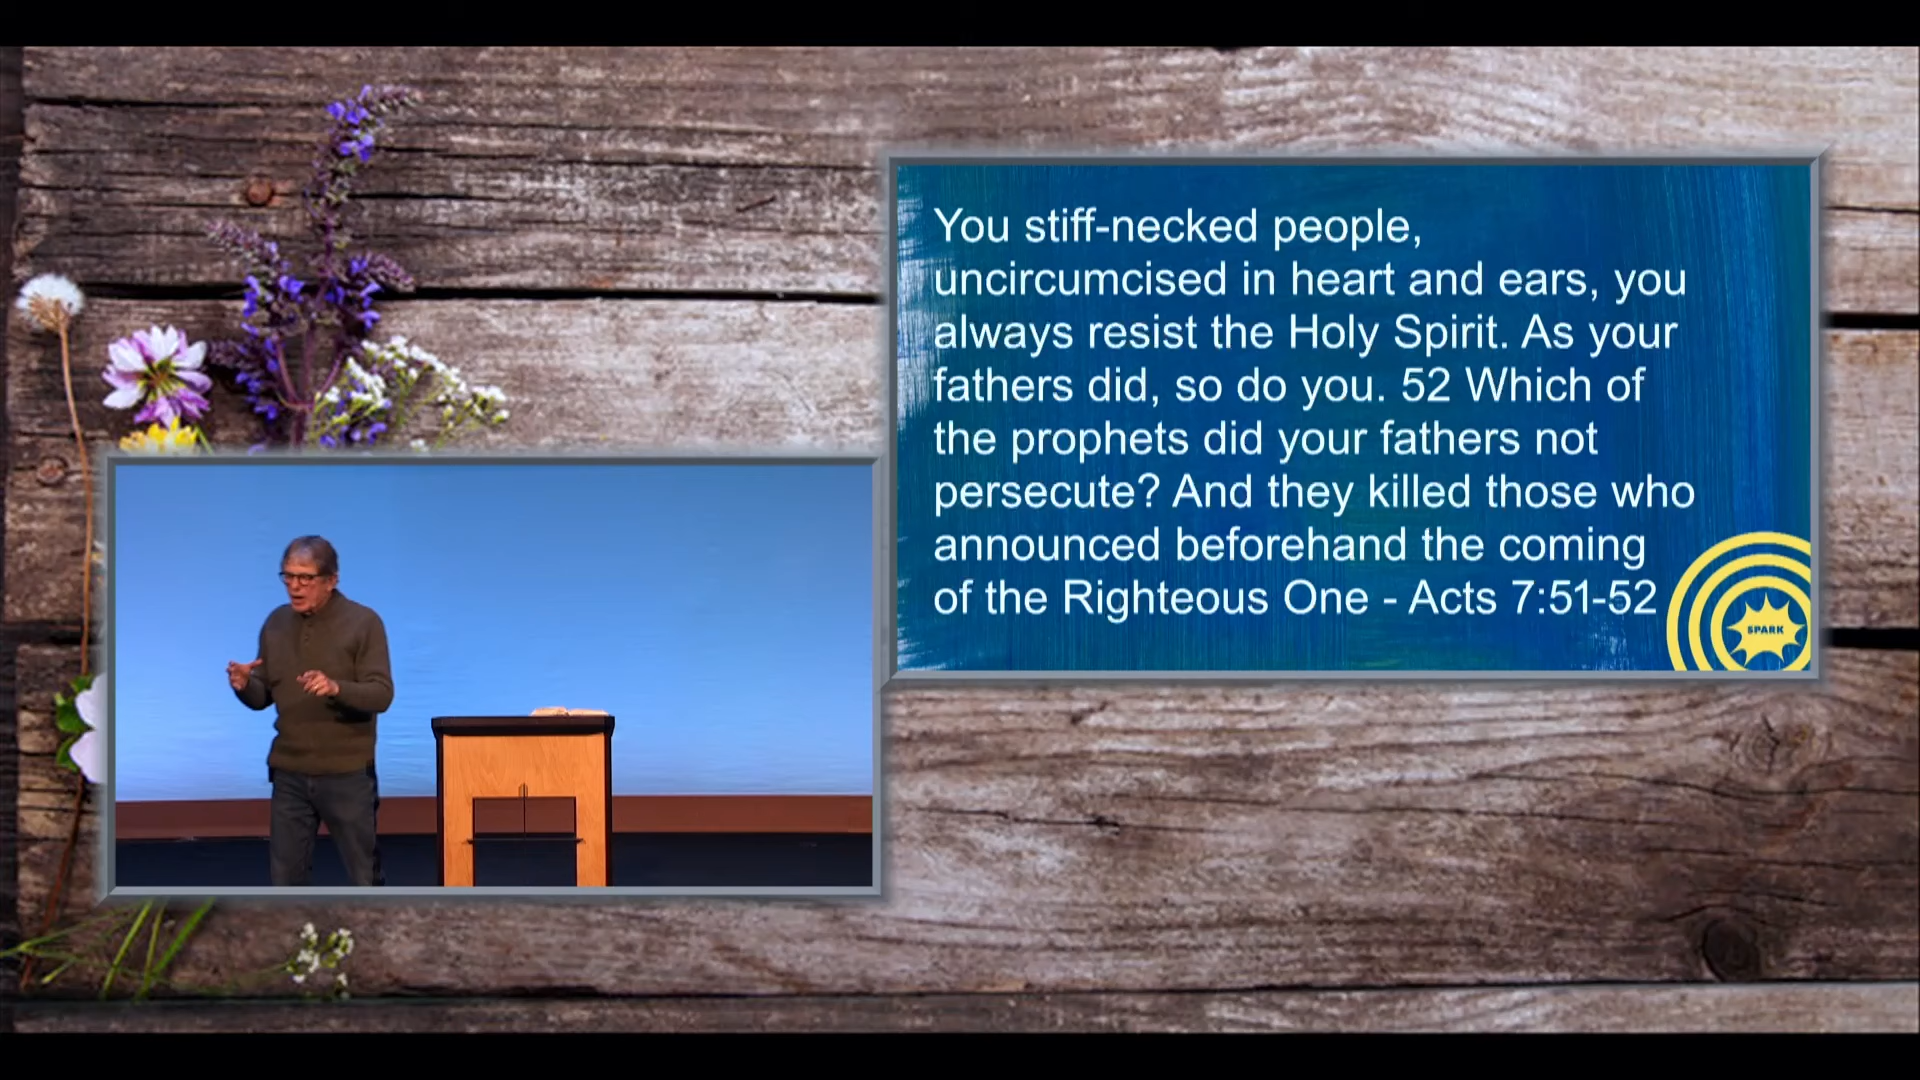 You stiff-necked people,
uncircumcised in heart and ears, you
always resist the Holy Spirit. As your
fathers did, so do you. 52 Which of
the prophets did your fathers not
persecute? And they killed those who
announced beforehand the coming
of the Righteous One - Acts 7:51-52
SPARK